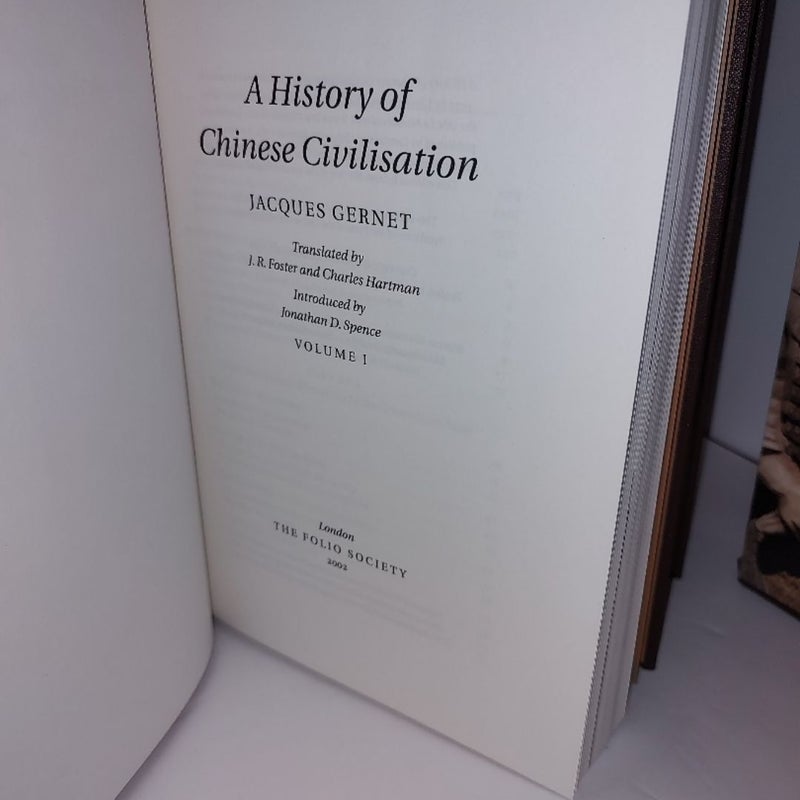 A History of
Chinese Civilisation
JACQUES GERNET
Translated by
J. R. Foster and Charles Hartman
Introduced by
Jonathan D. Spence
VOLUME I
London
THE FOLIO SOCIETY
2002